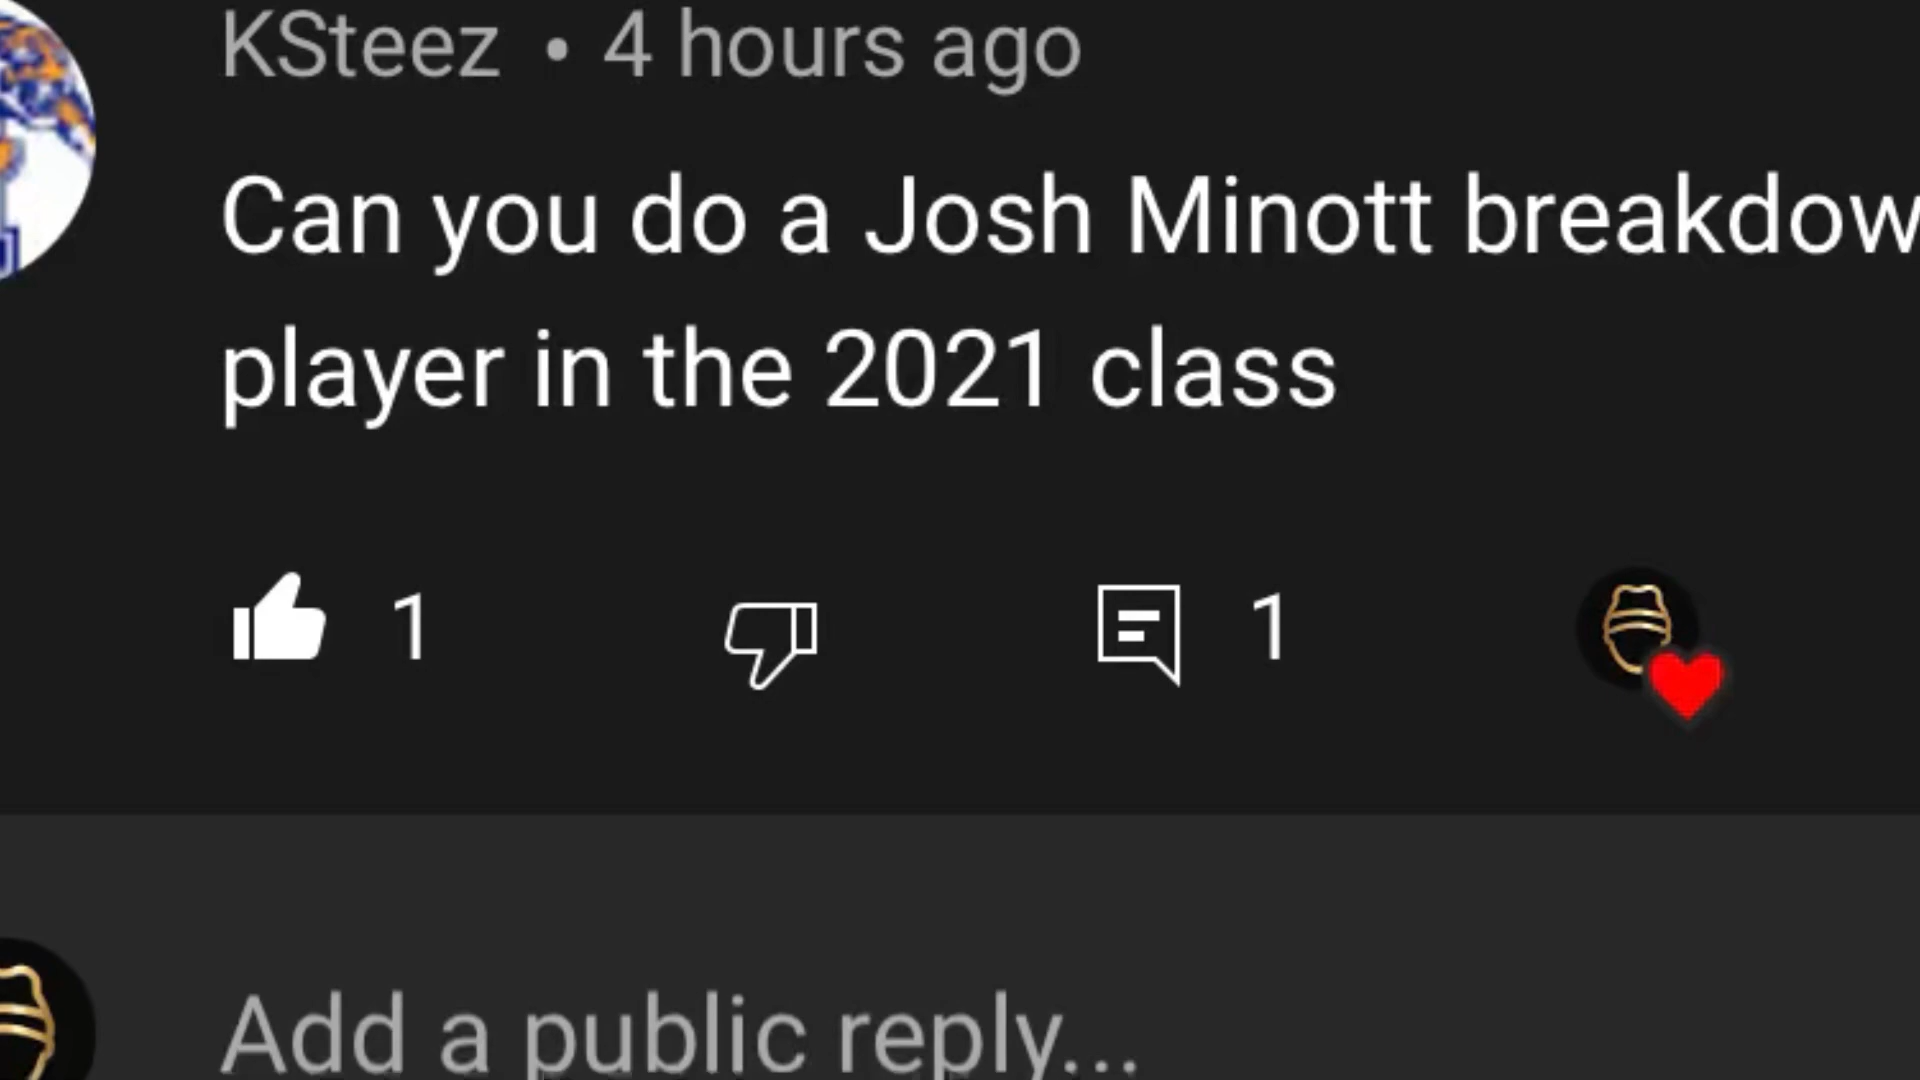 KSteez • 4 hours ago
Can you do a Josh Minott breakdow
player in the 2021 class
1 1
Add a public reply...